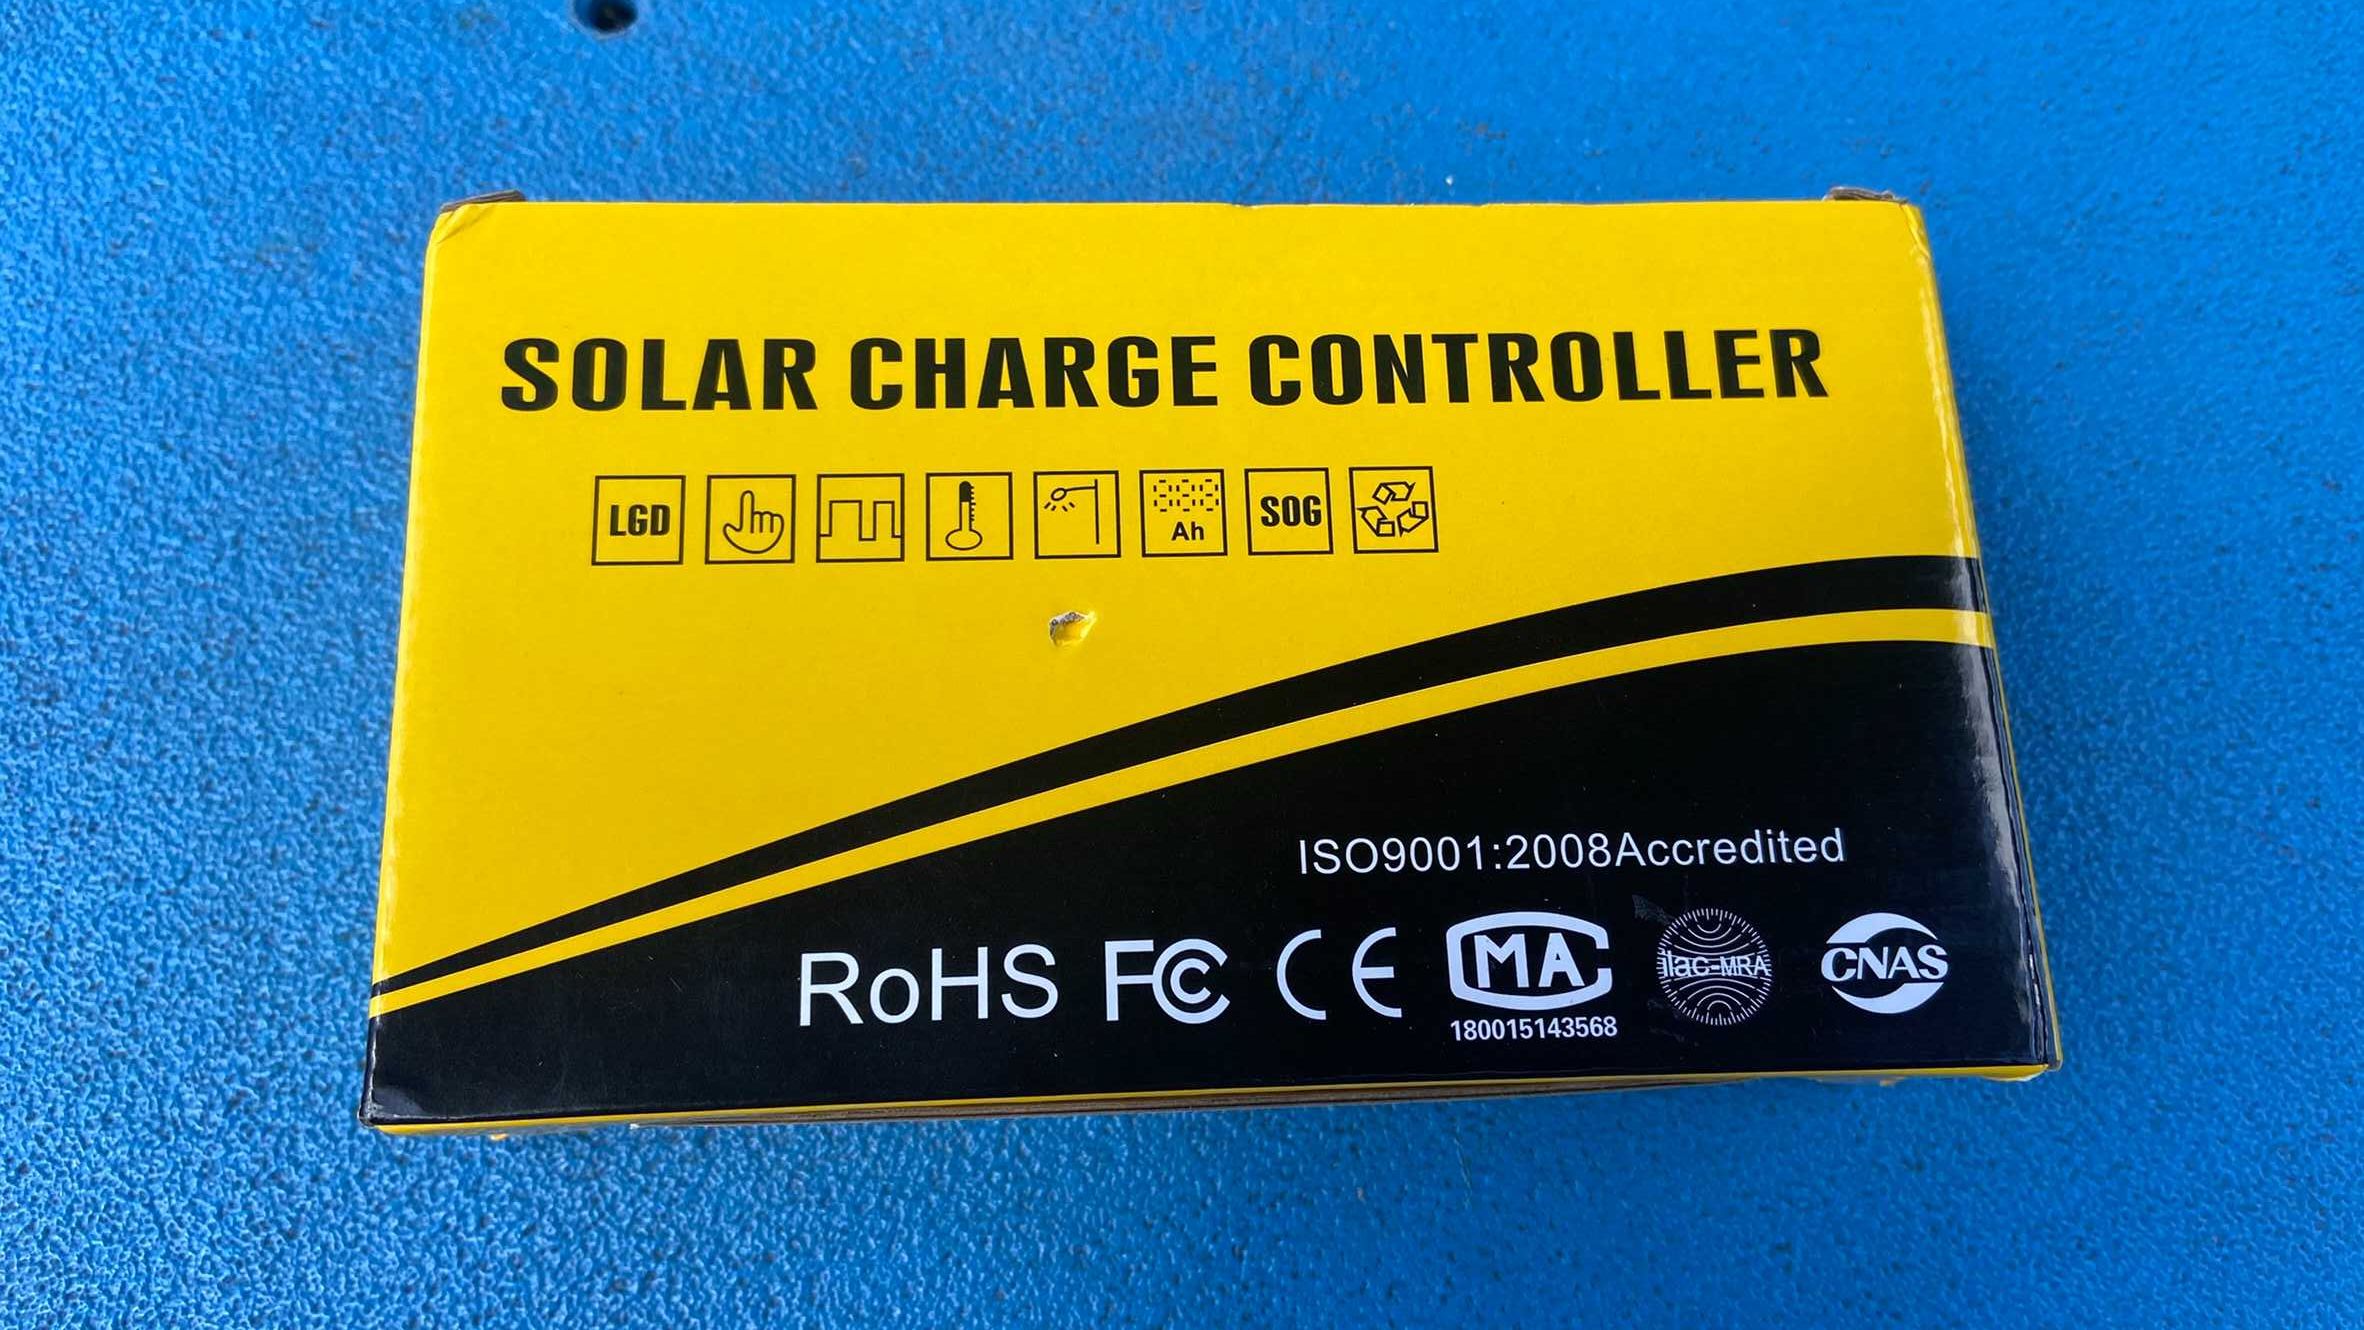 SOLAR CHARGE CONTROLLER
LGD Ah SOG
ISO9001:2008Accredited
RoHS FC CE MA ilac-MRA CNAS
180015143568